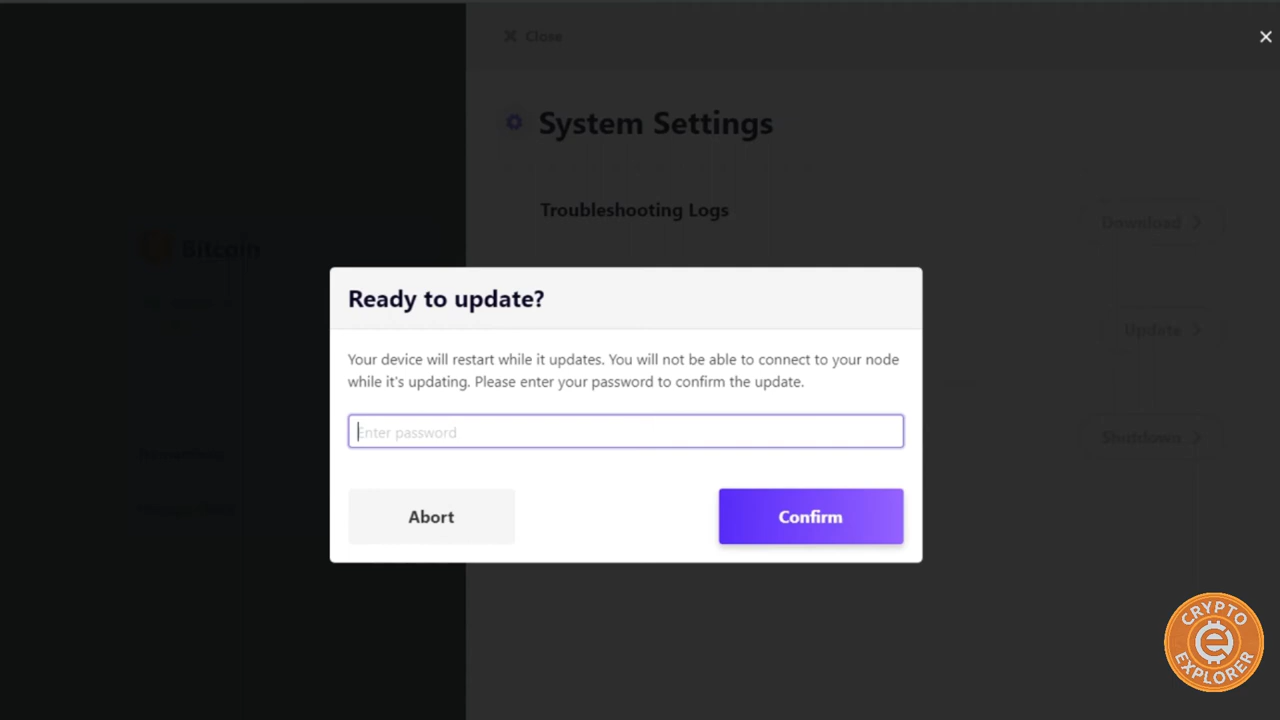 Close
System Settings
Troubleshooting Logs
Download
Bitcoin
Ready to update?
Update
Your device will restart while it updates. You will not be able to connect to your node
while it's updating. Please enter your password to confirm the update.
Enter password
Shutdown
Abort
Confirm
CRYPTO
EXPLORER